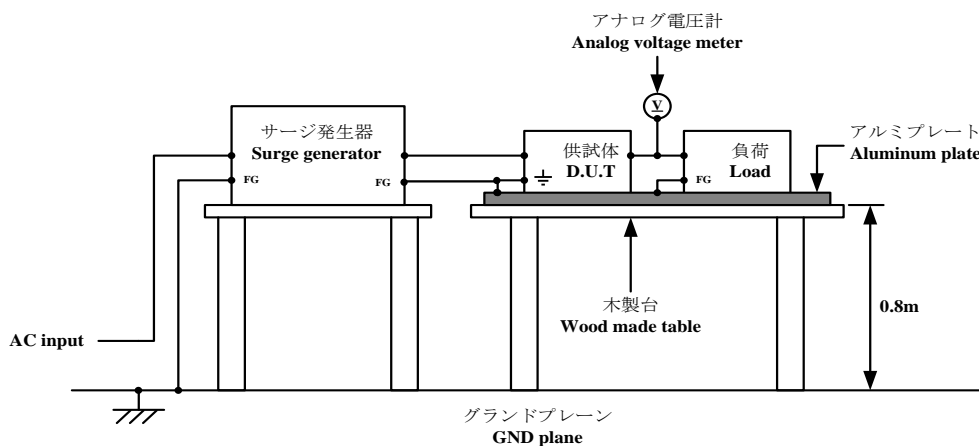 アナログ電圧計
Analog voltage meter
V
サージ発生器
Surge generator
FG
FG
供試体
D.U.T
負荷
Load
FG
アルミプレート
Aluminum plate
木製台
Wood made table
0.8m
AC input
グランドプレーン
GND plane